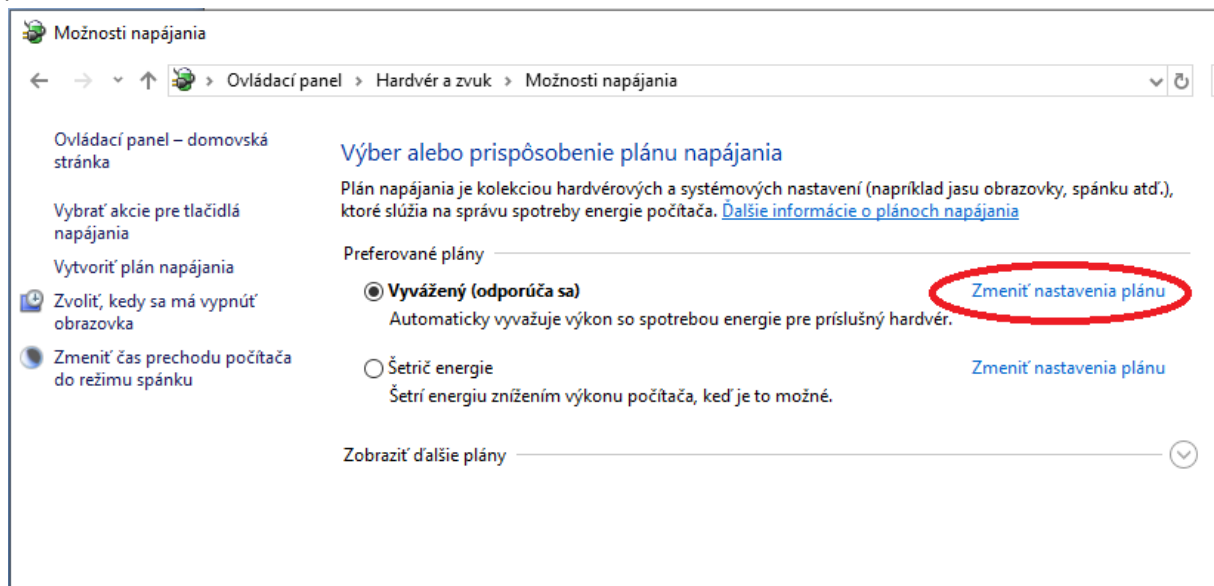 Možnosti napájania
Ovládací panel › Hardvér a zvuk › Možnosti napájania
Ovládací panel – domovská
stránka
Vybrať akcie pre tlačidlá
napájania
Vytvoriť plán napájania
Zvoliť, kedy sa má vypnúť
obrazovka
Zmeniť čas prechodu počítača
do režimu spánku
Výber alebo prispôsobenie plánu napájania
Plán napájania je kolekciou hardvérových a systémových nastavení (napríklad jasu obrazovky, spánku atď.),
ktoré slúžia na správu spotreby energie počítača. Ďalšie informácie o plánoch napájania
Preferované plány
Vyvážený (odporúča sa) Zmeniť nastavenia plánu
Automaticky vyvažuje výkon so spotrebou energie pre príslušný hardvér.
Šetrič energie Zmeniť nastavenia plánu
Šetrí energiu znížením výkonu počítača, keď je to možné.
Zobraziť ďalšie plány